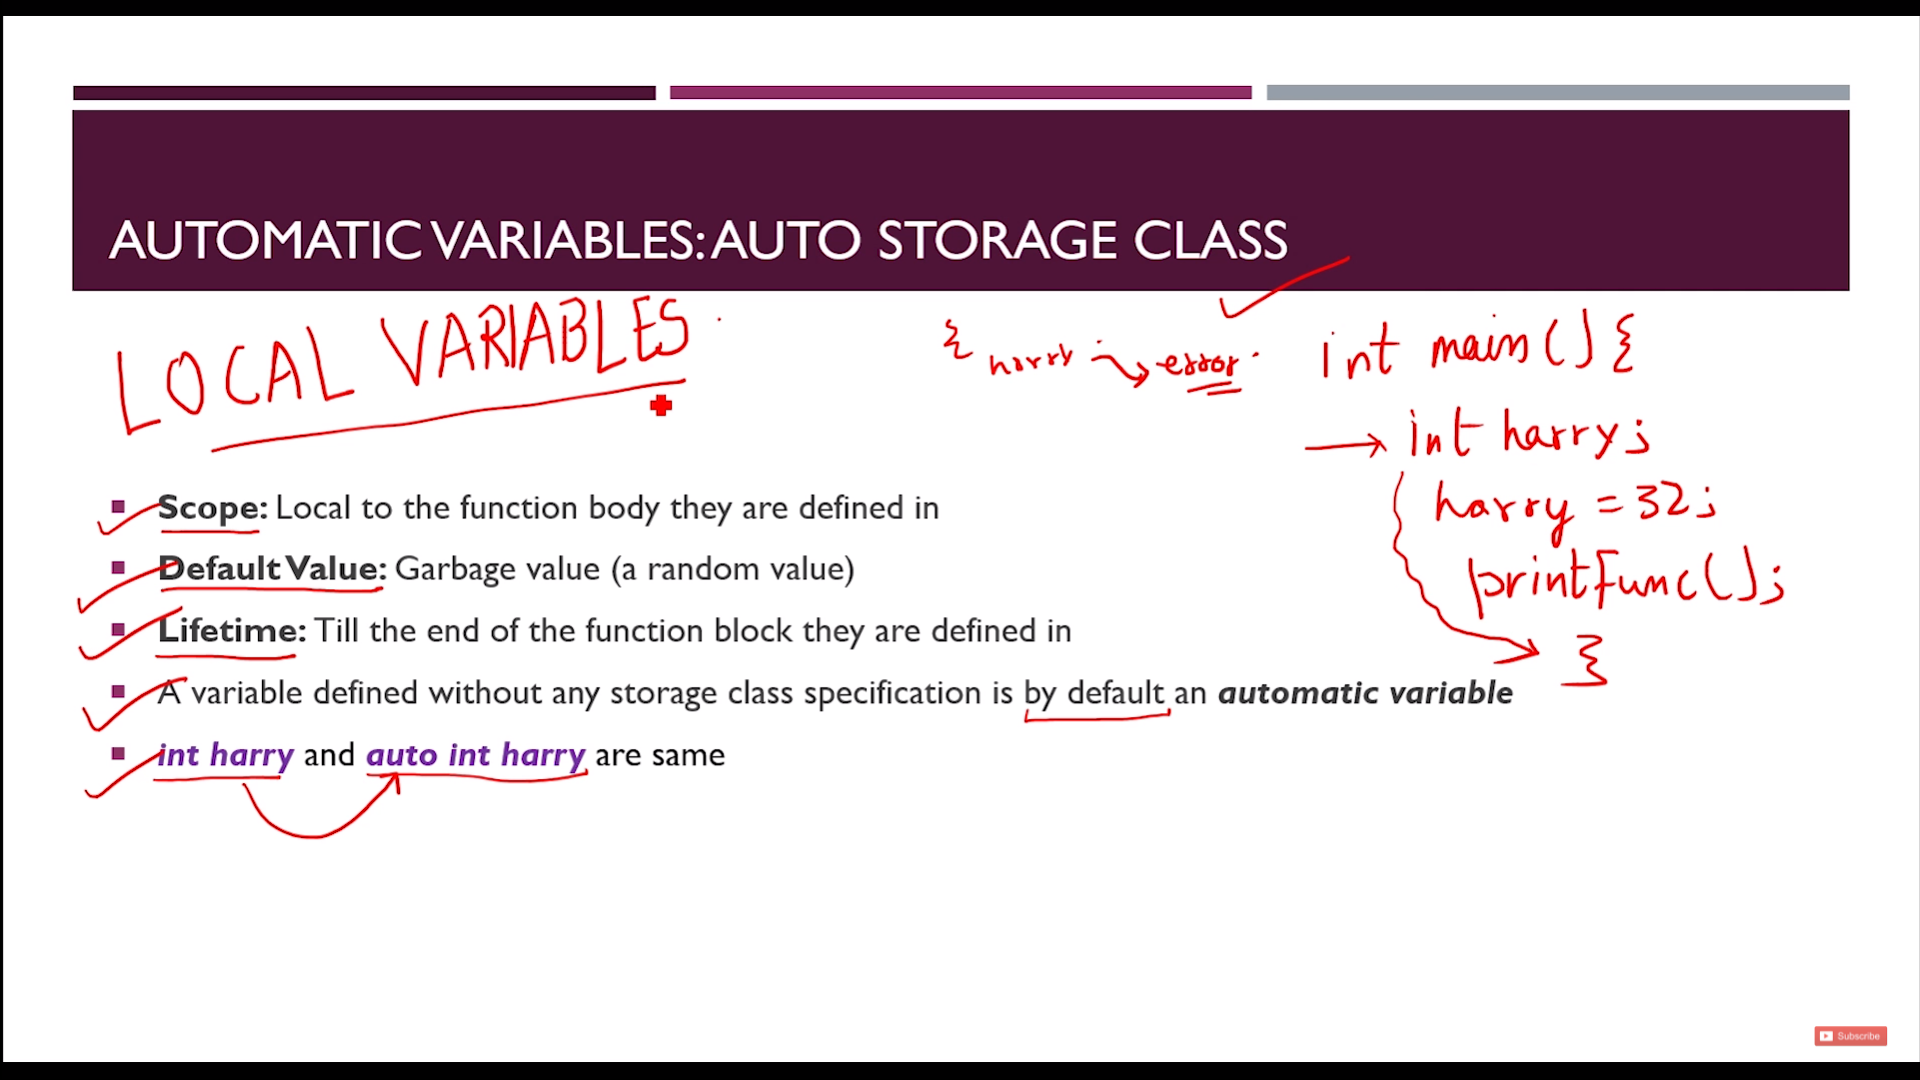 AUTOMATIC VARIABLES: AUTO STORAGE CLASS
LOCAL VARIABLES
{ harry → error.
int main(){
→ int harry;
harry = 32;
printFunc();
}
Scope: Local to the function body they are defined in
Default Value: Garbage value (a random value)
Lifetime: Till the end of the function block they are defined in
A variable defined without any storage class specification is by default an automatic variable
int harry and auto int harry are same
Subscribe